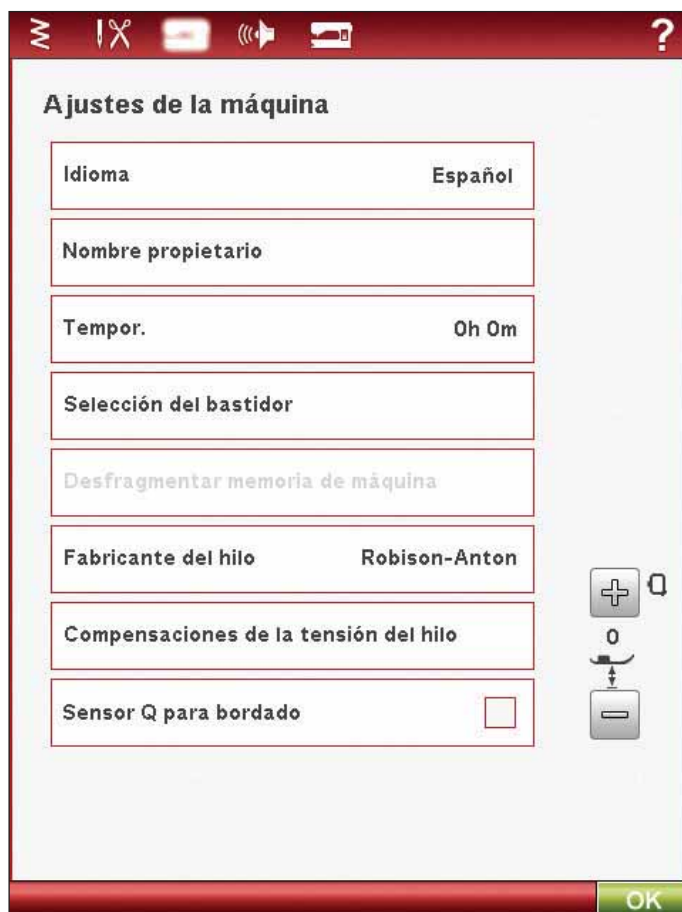 ?
Ajustes de la máquina
Idioma Español
Nombre propietario
Tempor. 0h 0m
Selección del bastidor
Desfragmentar memoria de máquina
Fabricante del hilo Robison-Anton
Compensaciones de la tensión del hilo
0
Sensor Q para bordado
OK